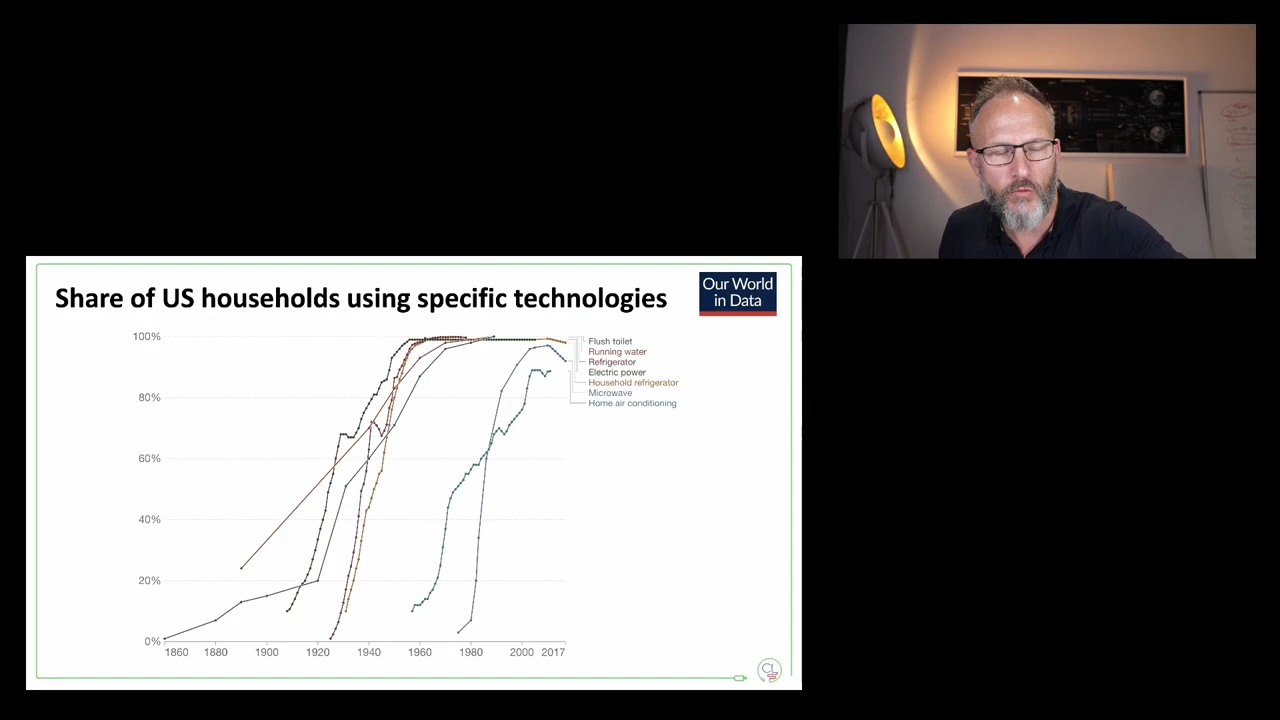 Share of US households using specific technologies
Our World
in Data
100%
80%
60%
40%
20%
0%
1860 1880 1900 1920 1940 1960 1980 2000 2017
Flush toilet
Running water
Refrigerator
Electric power
Household refrigerator
Microwave
Home air conditioning
CL